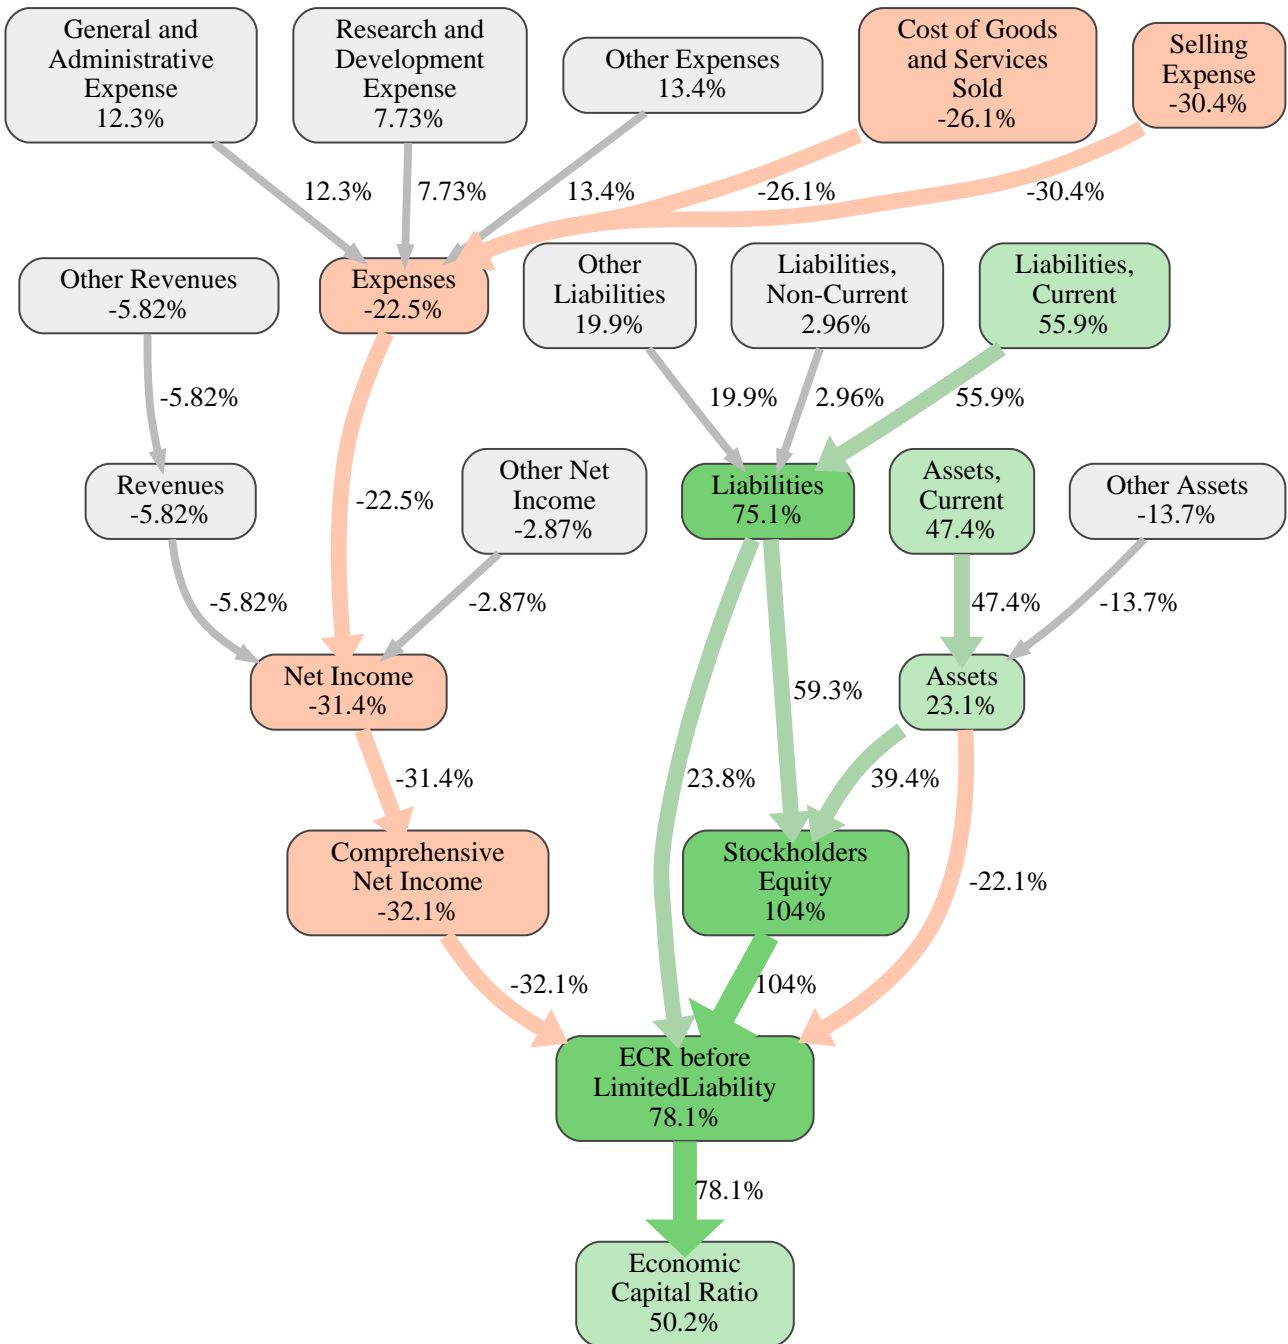 General and
Administrative
Expense
12.3%
Research and
Development
Expense
7.73%
Other Expenses
13.4%
Cost of Goods
and Services
Sold
-26.1%
Selling
Expense
-30.4%
12.3%
7.73%
13.4%
-26.1%
-30.4%
Other Revenues
-5.82%
Expenses
-22.5%
Other
Liabilities
19.9%
Liabilities,
Non-Current
2.96%
Liabilities,
Current
55.9%
-5.82%
19.9%
2.96%
55.9%
Revenues
-5.82%
-22.5%
Other Net
Income
-2.87%
Liabilities
75.1%
Assets,
Current
47.4%
Other Assets
-13.7%
-5.82%
-2.87%
47.4%
-13.7%
Net Income
-31.4%
59.3%
Assets
23.1%
-31.4%
23.8%
39.4%
Comprehensive
Net Income
-32.1%
Stockholders
Equity
104%
-22.1%
-32.1%
104%
ECR before
LimitedLiability
78.1%
78.1%
Economic
Capital Ratio
50.2%